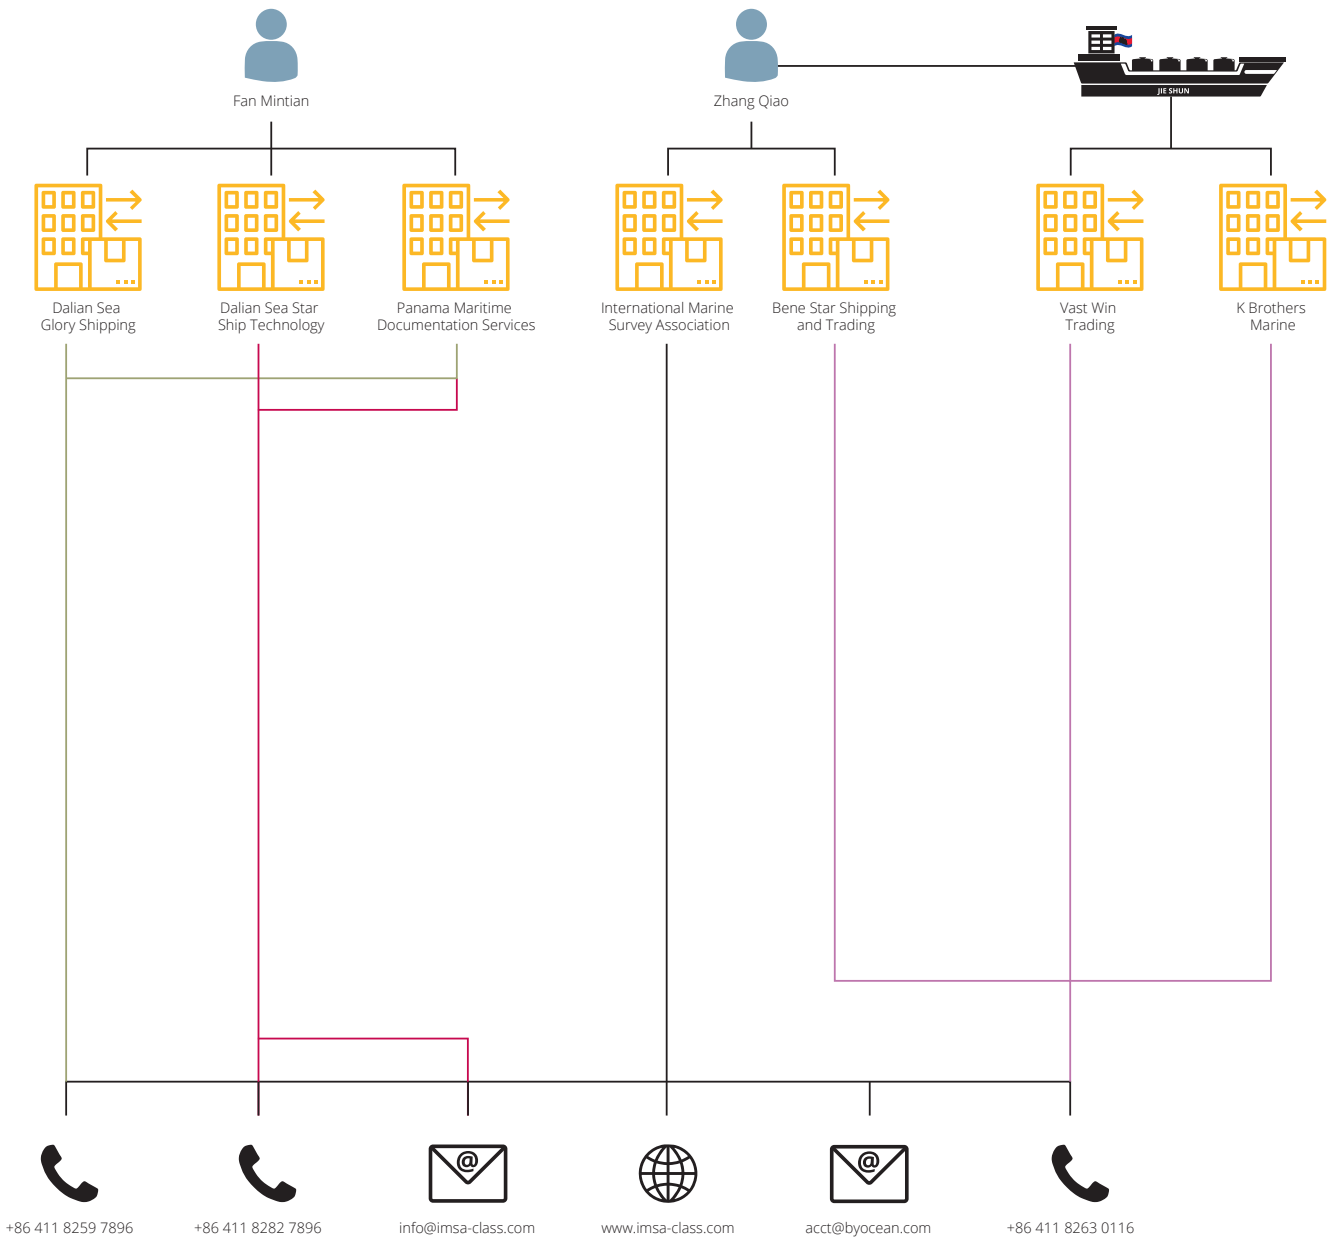 JIE SHUN
Fan Mintian
Zhang Qiao
Dalian Sea
Glory Shipping
Dalian Sea Star
Ship Technology
Panama Maritime
Documentation Services
International Marine
Survey Association
Bene Star Shipping
and Trading
Vast Win
Trading
K Brothers
Marine
@
@
+86 411 8259 7896
+86 411 8282 7896
info@imsa-class.com
www.imsa-class.com
acct@byocean.com
+86 411 8263 0116